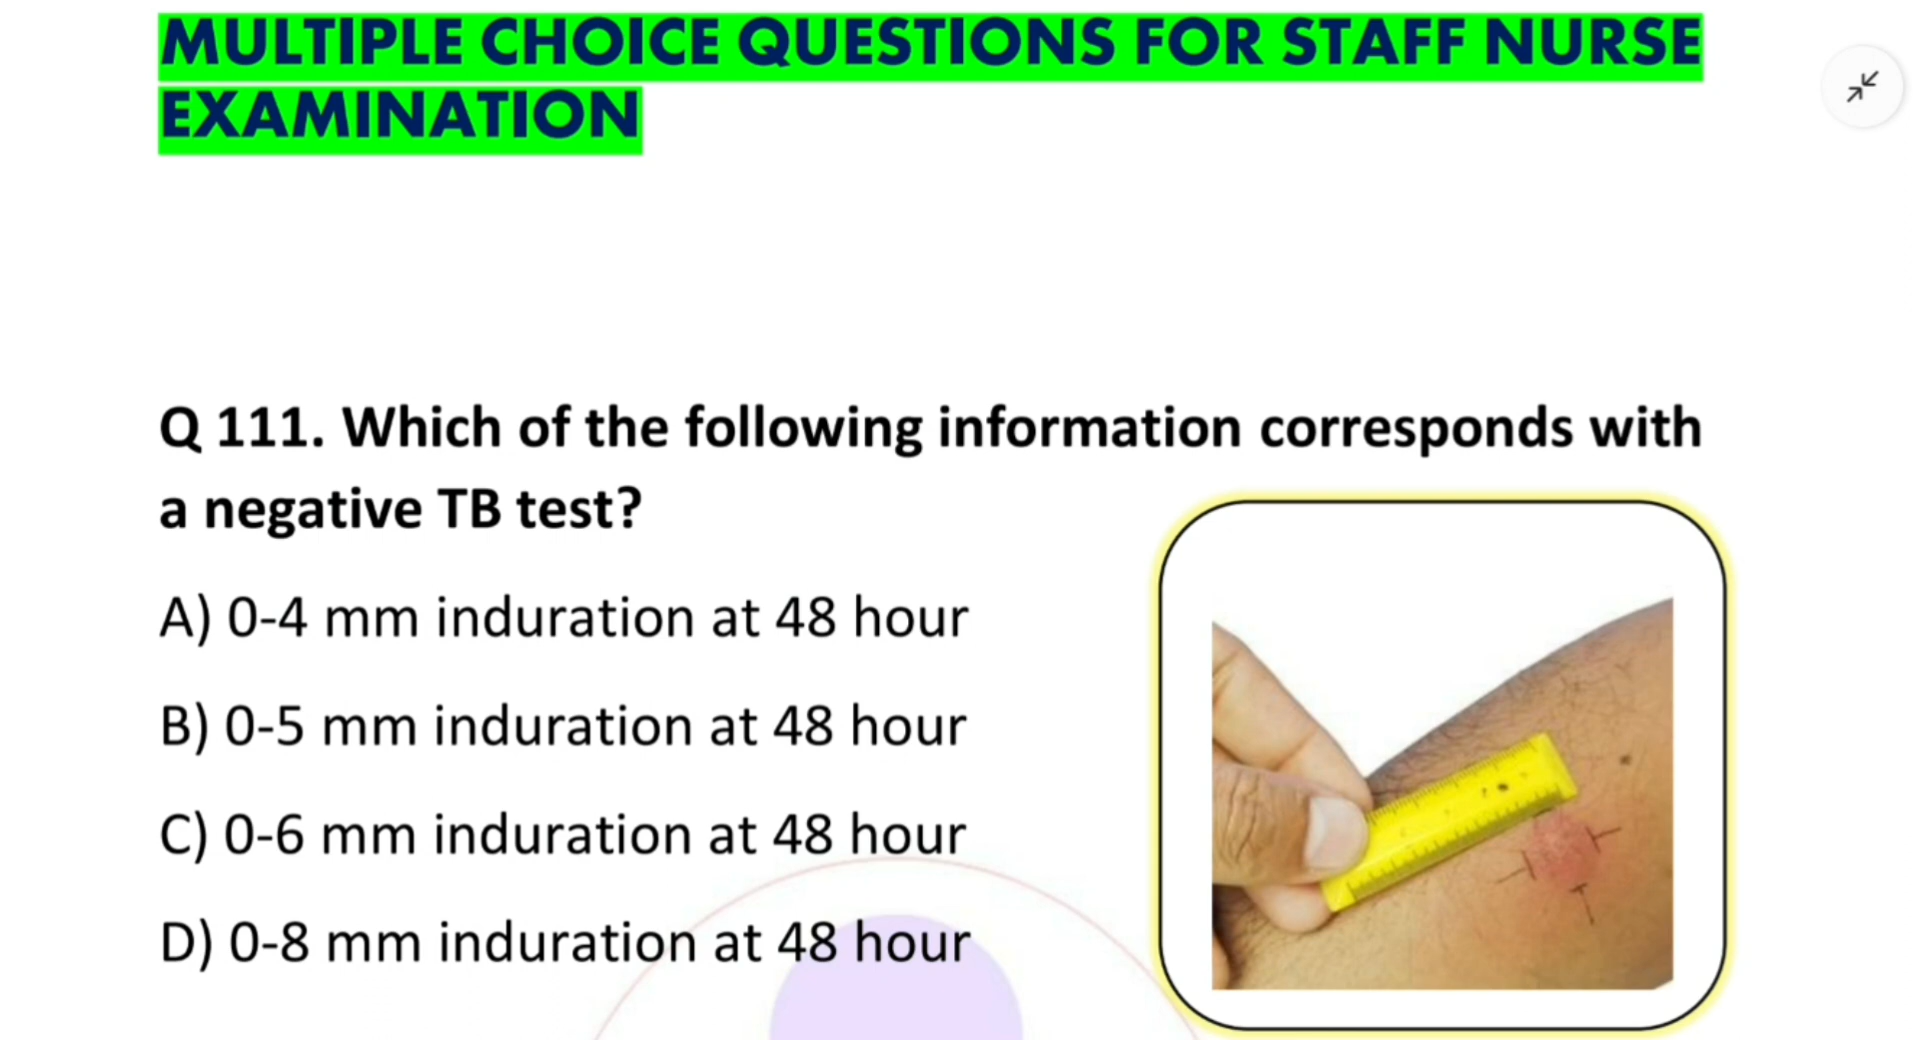 MULTIPLE CHOICE QUESTIONS FOR STAFF NURSE
EXAMINATION
Q 111. Which of the following information corresponds with
a negative TB test?
A) 0-4 mm induration at 48 hour
B) 0-5 mm induration at 48 hour
C) 0-6 mm induration at 48 hour
D) 0-8 mm induration at 48 hour